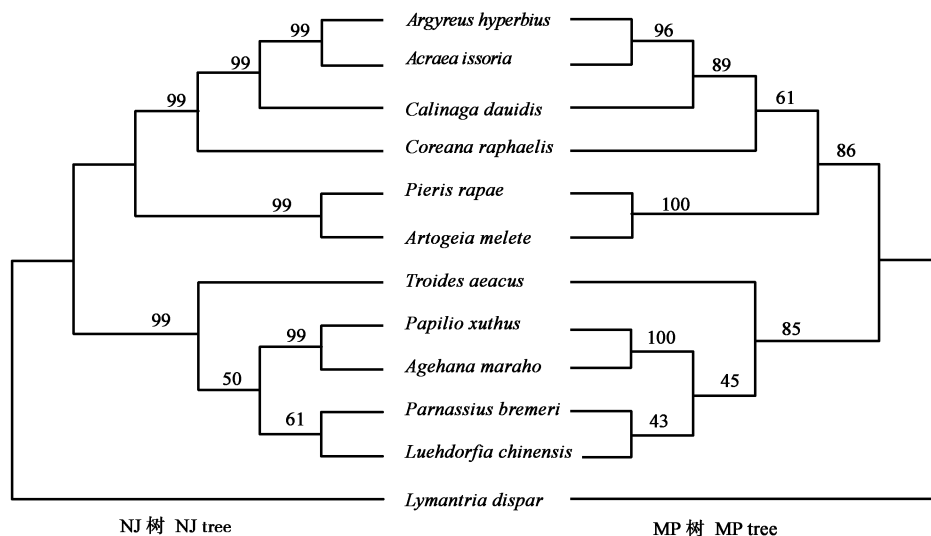 99 Argyreus hyperbius 96
99 Acraea issoria 89
99 Calinaga dauidis 61
Coreana raphaelis 86
99 Pieris rapae 100
Artogeia melete
Troides aeacus
99 Papilio xuthus 100 85
99 Agehana maraho
50 Parnassius bremeri 45
61 Luehdorfia chinensis 43
Lymantria dispar
NJ 树 NJ tree MP 树 MP tree